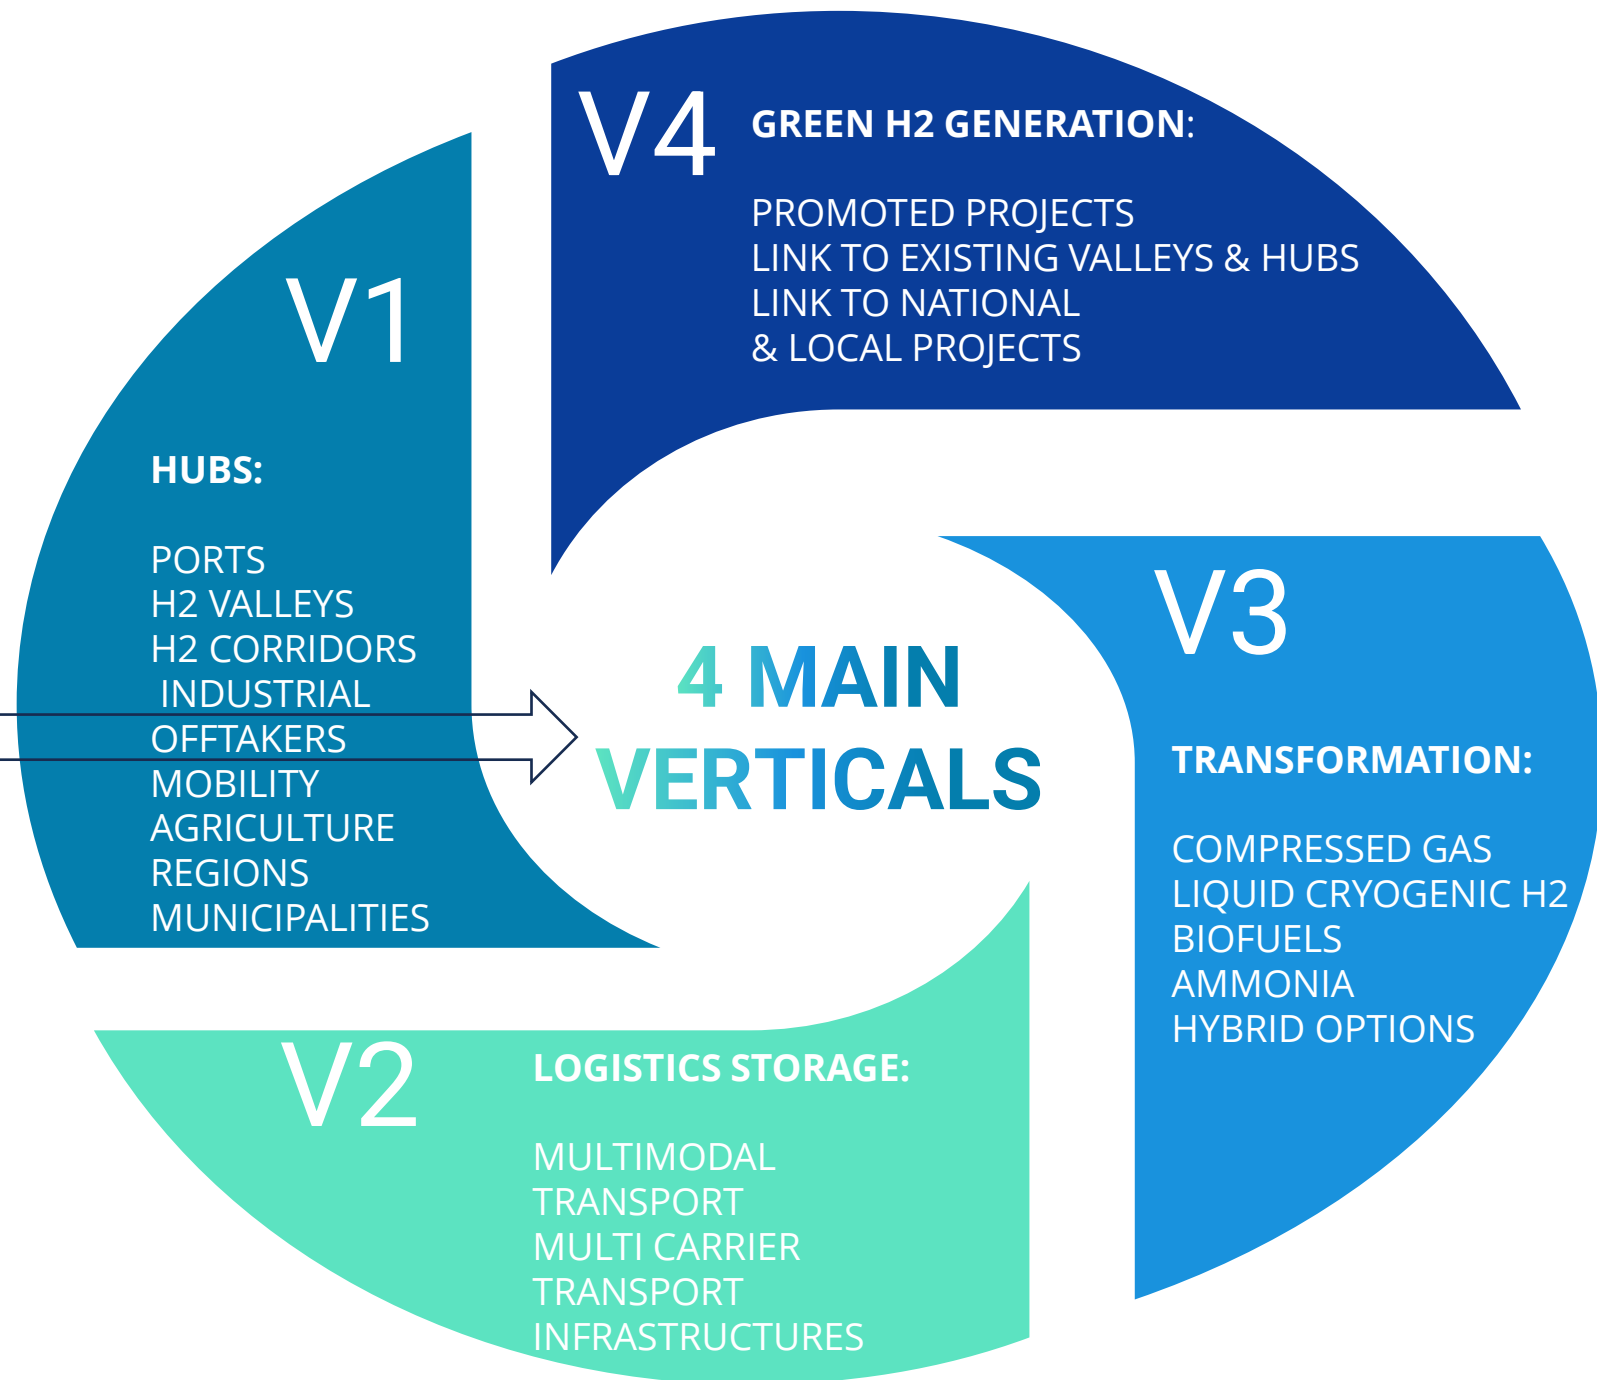 V4
GREEN H2 GENERATION:
PROMOTED PROJECTS
LINK TO EXISTING VALLEYS & HUBS
LINK TO NATIONAL
& LOCAL PROJECTS
V1
HUBS:
PORTS
H2 VALLEYS
H2 CORRIDORS
INDUSTRIAL
OFFTAKERS
MOBILITY
AGRICULTURE
REGIONS
MUNICIPALITIES
4 MAIN
VERTICALS
V3
TRANSFORMATION:
COMPRESSED GAS
LIQUID CRYOGENIC H2
BIOFUELS
AMMONIA
HYBRID OPTIONS
V2
LOGISTICS STORAGE:
MULTIMODAL
TRANSPORT
MULTI CARRIER
TRANSPORT
INFRASTRUCTURES